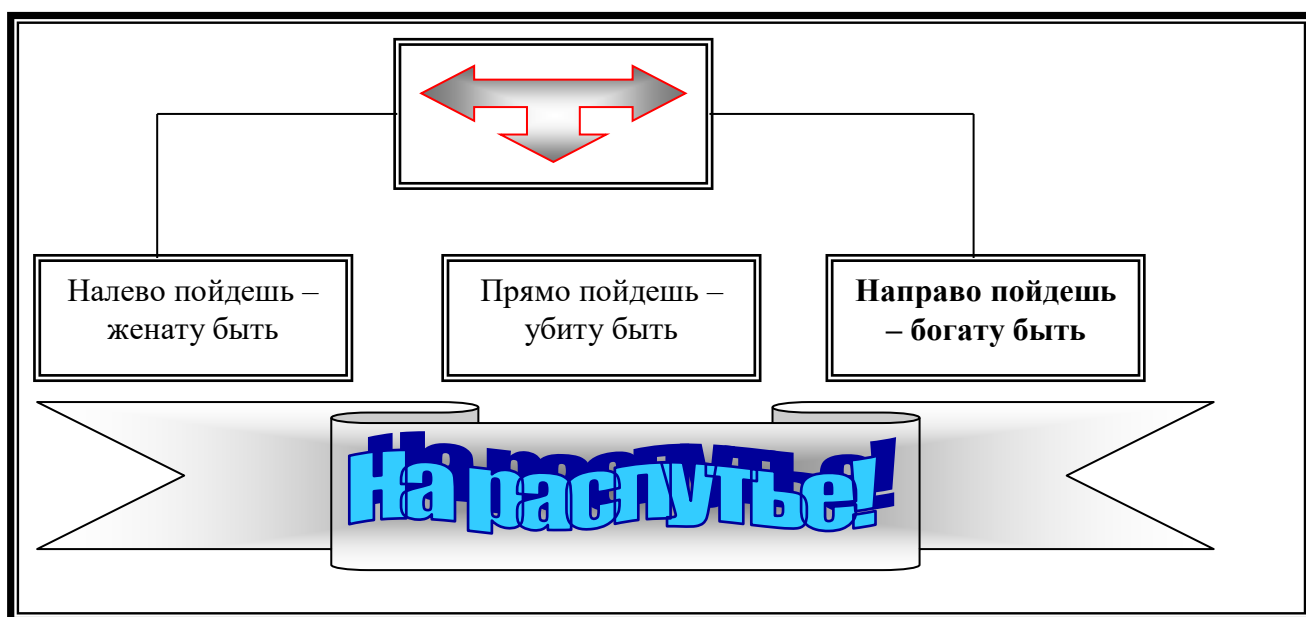 Налево пойдешь –
женату быть
Прямо пойдешь –
убиту быть
Направо пойдешь
– богату быть
На распутье!